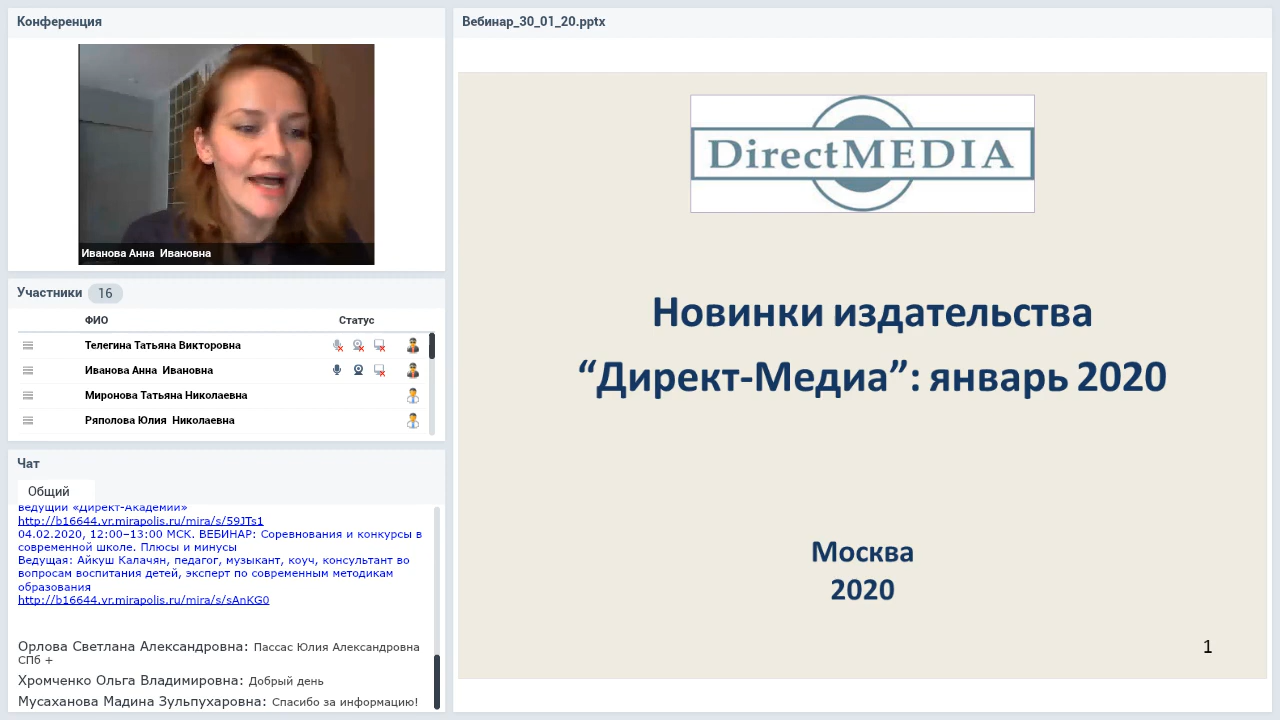 Конференция
Иванова Анна  Ивановна
Участники 16
ФИО Статус
Телегина Татьяна Викторовна
Иванова Анна  Ивановна
Миронова Татьяна Николаевна
Ряполова Юлия  Николаевна
Чат
Общий
ведущий «Директ-Академии»
http://b16644.vr.mirapolis.ru/mira/s/59JTs1
04.02.2020, 12:00–13:00 МСК. ВЕБИНАР: Соревнования и конкурсы в
современной школе. Плюсы и минусы
Ведущая: Айкуш Калачян, педагог, музыкант, коуч, консультант во
вопросам воспитания детей, эксперт по современным методикам
образования
http://b16644.vr.mirapolis.ru/mira/s/sAnKG0
Орлова Светлана Александровна: Пассас Юлия Александровна
СПб +
Хромченко Ольга Владимировна: Добрый день
Мусаханова Мадина Зульпухаровна: Спасибо за информацию!
Вебинар_30_01_20.pptx
DirectMEDIA
Новинки издательства
“Директ-Медиа”: январь 2020
Москва
2020
1